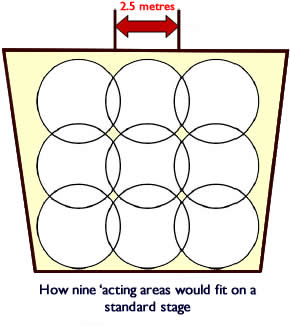 2.5 metres
How nine ‘acting areas would fit on a
standard stage